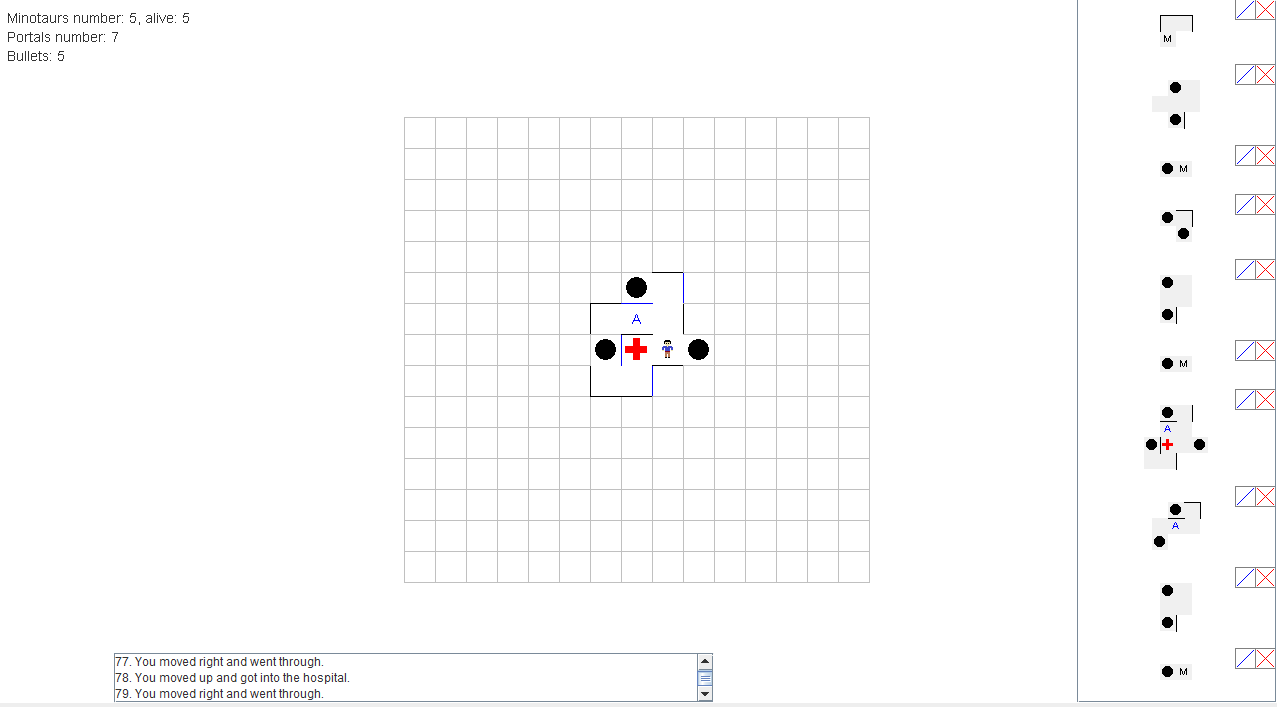 Minotaurs number: 5, alive: 5
Portals number: 7
Bullets: 5
M
M
A
M
A
A
M
77. You moved right and went through.
78. You moved up and got into the hospital.
79. You moved right and went through.